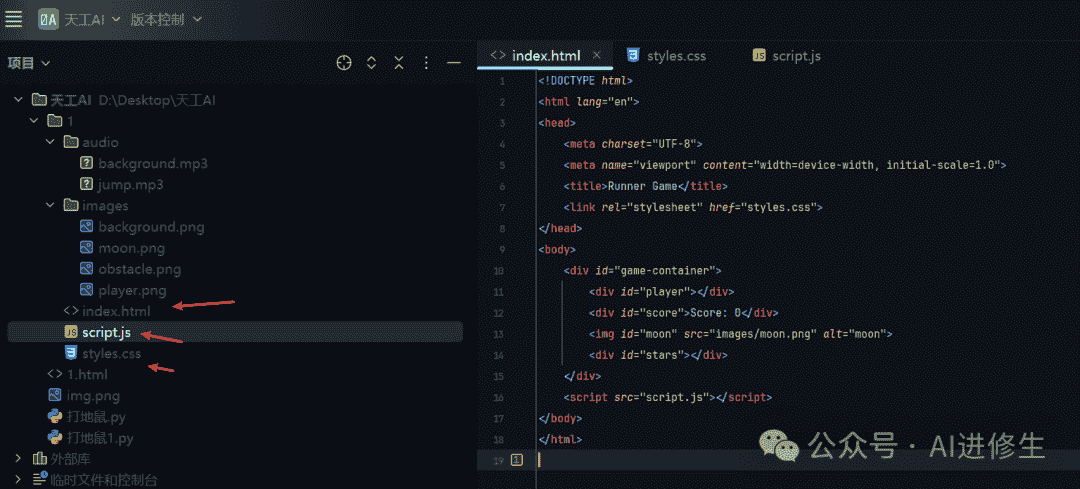 天工AI 版本控制
项目
天工AI D:\Desktop\天工AI
1
audio
background.mp3
jump.mp3
images
background.png
moon.png
obstacle.png
player.png
index.html
script.js
styles.css
1.html
img.png
打地鼠.py
打地鼠1.py
外部库
临时文件和控制台
index.html styles.css script.js
1 <!DOCTYPE html>
2 <html lang="en">
3 <head>
4 <meta charset="UTF-8">
5 <meta name="viewport" content="width=device-width, initial-scale=1.0">
6 <title>Runner Game</title>
7 <link rel="stylesheet" href="styles.css">
8 </head>
9 <body>
10 <div id="game-container">
11 <div id="player"></div>
12 <div id="score">Score: 0</div>
13 <img id="moon" src="images/moon.png" alt="moon">
14 <div id="stars"></div>
15 </div>
16 <script src="script.js"></script>
17 </body>
18 </html>
19
公众号 · AI进修生